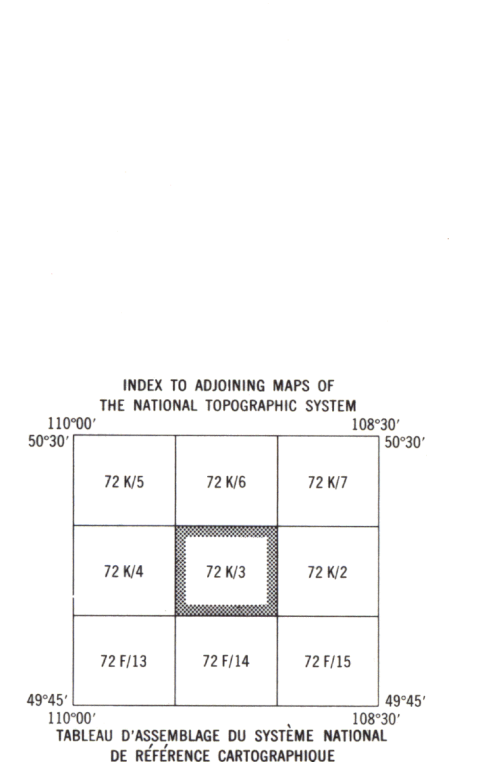 INDEX TO ADJOINING MAPS OF
THE NATIONAL TOPOGRAPHIC SYSTEM
110°00′ 108°30′
50°30′ 50°30′
72 K/5 72 K/6 72 K/7
72 K/4 72 K/3 72 K/2
72 F/13 72 F/14 72 F/15
49°45′ 49°45′
110°00′ 108°30′
TABLEAU D'ASSEMBLAGE DU SYSTÈME NATIONAL
DE RÉFÉRENCE CARTOGRAPHIQUE